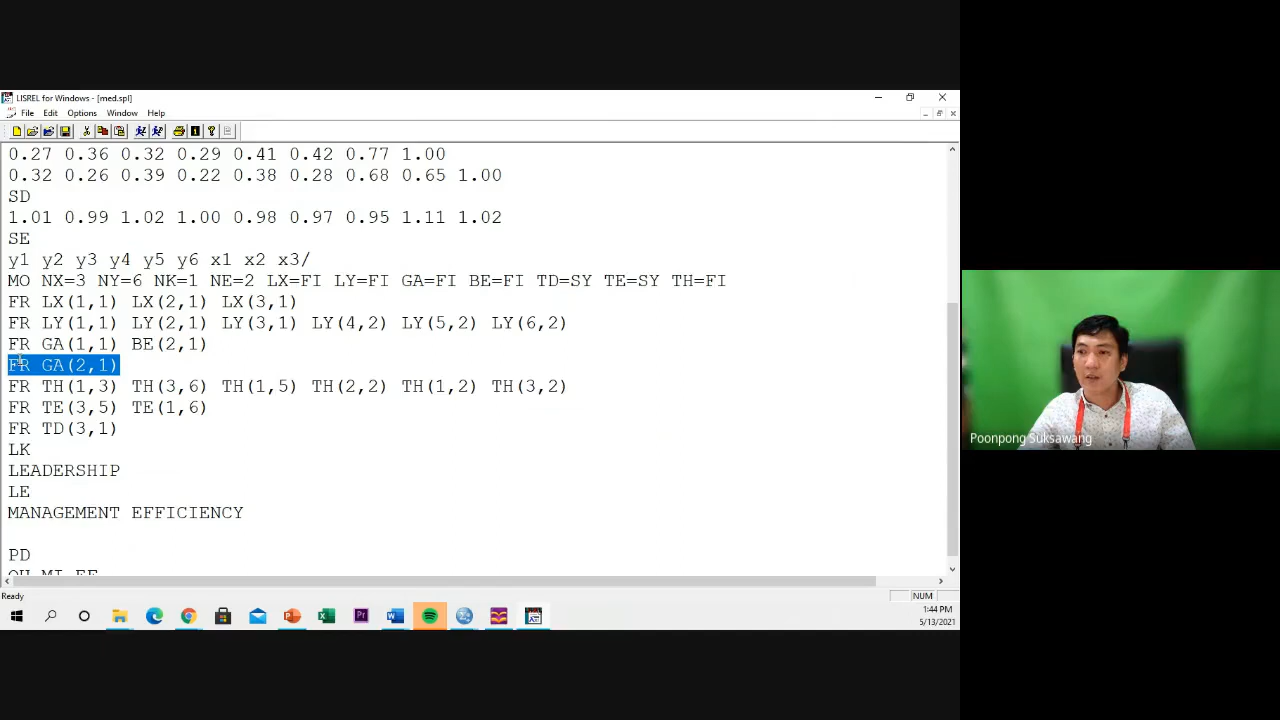 LISREL for Windows - [med.spl]
File Edit Options Window Help
0.27 0.36 0.32 0.29 0.41 0.42 0.77 1.00
0.32 0.26 0.39 0.22 0.38 0.28 0.68 0.65 1.00
SD
1.01 0.99 1.02 1.00 0.98 0.97 0.95 1.11 1.02
SE
y1 y2 y3 y4 y5 y6 x1 x2 x3/
MO NX=3 NY=6 NK=1 NE=2 LX=FI LY=FI GA=FI BE=FI TD=SY TE=SY TH=FI
FR LX(1,1) LX(2,1) LX(3,1)
FR LY(1,1) LY(2,1) LY(3,1) LY(4,2) LY(5,2) LY(6,2)
FR GA(1,1) BE(2,1)
FR GA(2,1)
FR TH(1,3) TH(3,6) TH(1,5) TH(2,2) TH(1,2) TH(3,2)
FR TE(3,5) TE(1,6)
FR TD(3,1)
LK
LEADERSHIP
LE
MANAGEMENT EFFICIENCY
PD
Ready
NUM
1:44 PM
5/13/2021
Poonpong Suksawang